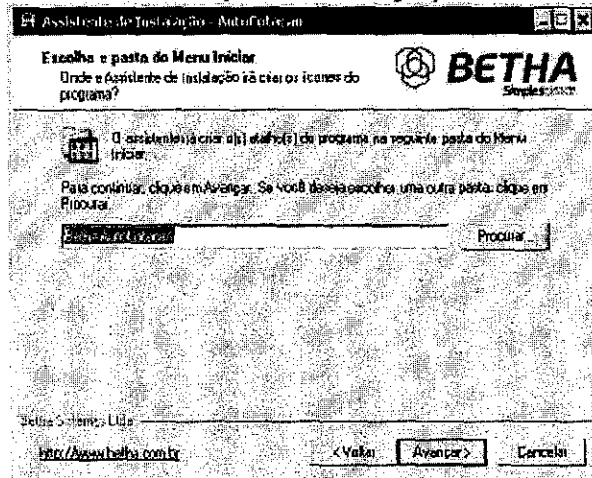 Assistente de Instalação - AutoCotacao
Escolha a pasta do Menu Iniciar
Onde o Assistente de Instalação irá criar os ícones do
programa?
BETHA
Simples
O assistente irá criar o(s) atalho(s) do programa na seguinte pasta do Menu
Iniciar.
Para continuar, clique em Avançar. Se você deseja escolher uma outra pasta, clique em
Procurar.
Procurar...
Betha Sistemas Ltda
http://www.betha.com.br
< Voltar
Avançar >
Cancelar